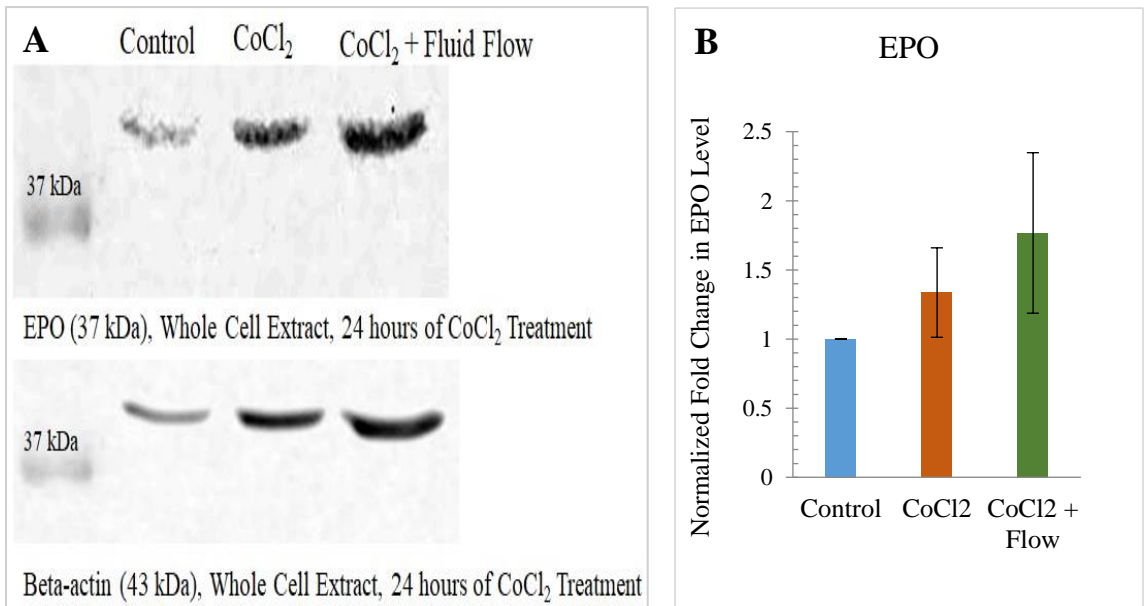 A
Control
CoCl₂
CoCl₂ + Fluid Flow
37 kDa
EPO (37 kDa), Whole Cell Extract, 24 hours of CoCl₂ Treatment
37 kDa
Beta-actin (43 kDa), Whole Cell Extract, 24 hours of CoCl₂ Treatment
B
EPO
Normalized Fold Change in EPO Level
2.5
2
1.5
1
0.5
0
Control
CoCl2
CoCl2 +
Flow